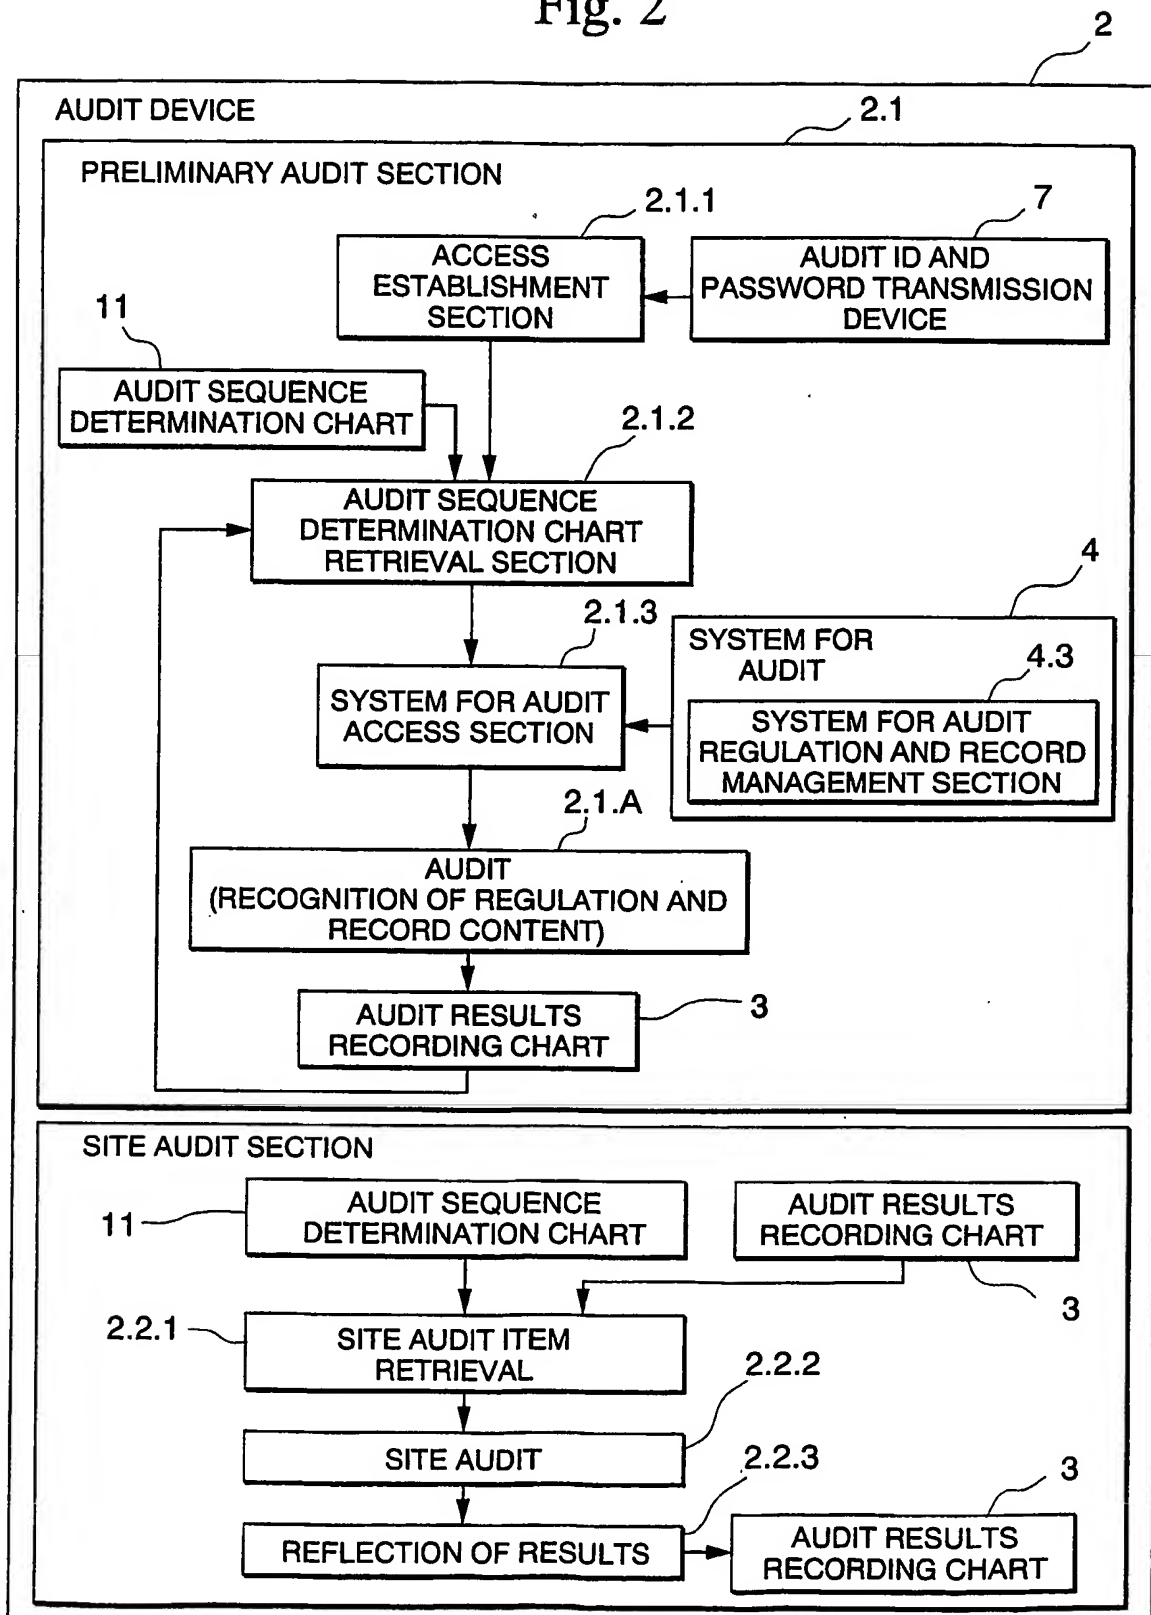 Fig. 2
2
AUDIT DEVICE
2.1
PRELIMINARY AUDIT SECTION
2.1.1
7
ACCESS
ESTABLISHMENT
SECTION
AUDIT ID AND
PASSWORD TRANSMISSION
DEVICE
11
AUDIT SEQUENCE
DETERMINATION CHART
2.1.2
AUDIT SEQUENCE
DETERMINATION CHART
RETRIEVAL SECTION
4
2.1.3
SYSTEM FOR
AUDIT
4.3
SYSTEM FOR AUDIT
ACCESS SECTION
SYSTEM FOR AUDIT
REGULATION AND RECORD
MANAGEMENT SECTION
2.1.A
AUDIT
(RECOGNITION OF REGULATION AND
RECORD CONTENT)
AUDIT RESULTS
RECORDING CHART
3
SITE AUDIT SECTION
11
AUDIT SEQUENCE
DETERMINATION CHART
AUDIT RESULTS
RECORDING CHART
3
2.2.1
SITE AUDIT ITEM
RETRIEVAL
2.2.2
SITE AUDIT
2.2.3
3
REFLECTION OF RESULTS
AUDIT RESULTS
RECORDING CHART